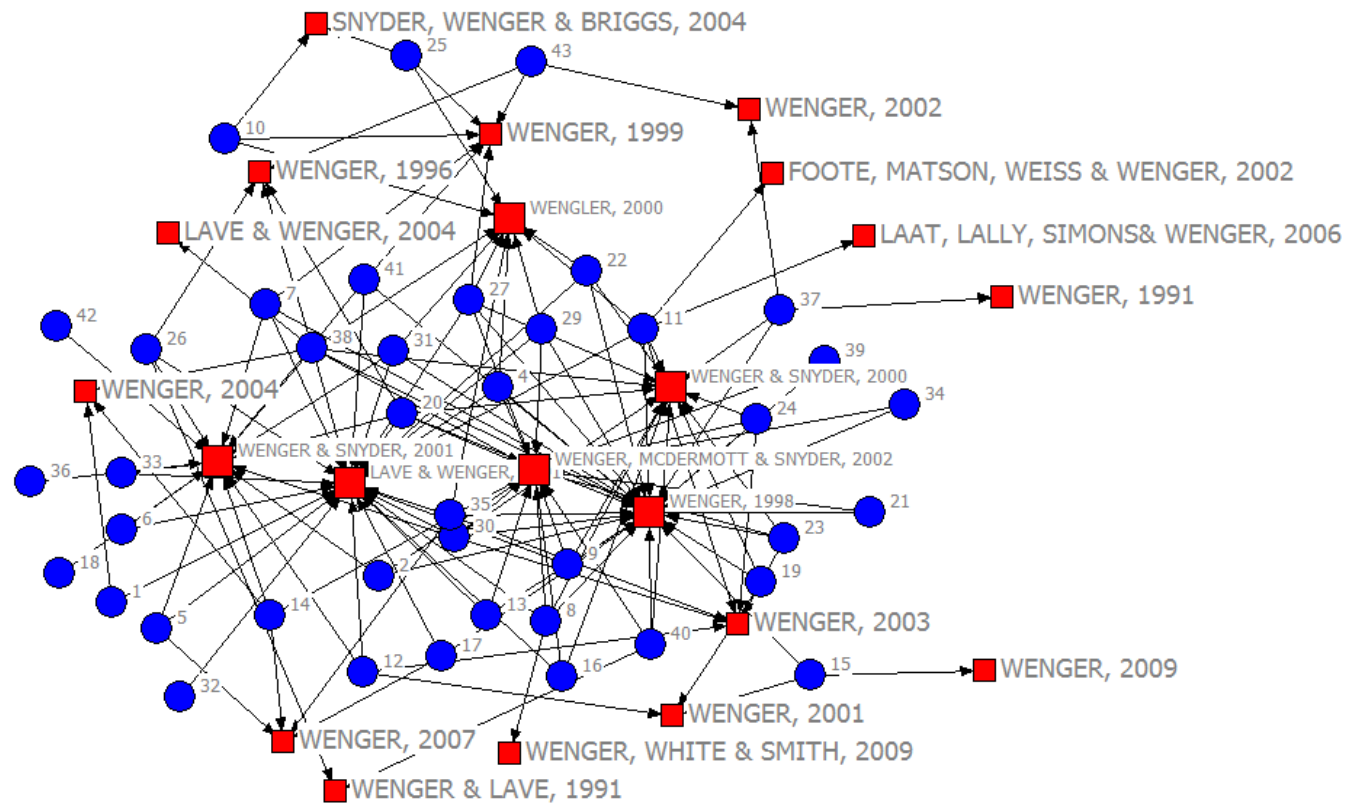 SNYDER, WENGER & BRIGGS, 2004
25
43
10
WENGER, 2002
WENGER, 1999
WENGER, 1996
FOOTE, MATSON, WEISS & WENGER, 2002
WENGLER, 2000
LAVE & WENGER, 2004
LAAT, LALLY, SIMONS& WENGER, 2006
22
41
27
7
37
WENGER, 1991
42
26
38
31
29
11
39
WENGER, 2004
20
4
WENGER & SNYDER, 2000
24
34
WENGER & SNYDER, 2001
WENGER, MCDERMOTT & SNYDER, 2002
36
33
LAVE & WENGER,
WENGER, 1998
6
35
30
21
23
18
1
2
9
19
5
14
13
8
WENGER, 2003
17
40
32
12
16
15
WENGER, 2009
WENGER, 2001
WENGER, 2007
WENGER, WHITE & SMITH, 2009
WENGER & LAVE, 1991